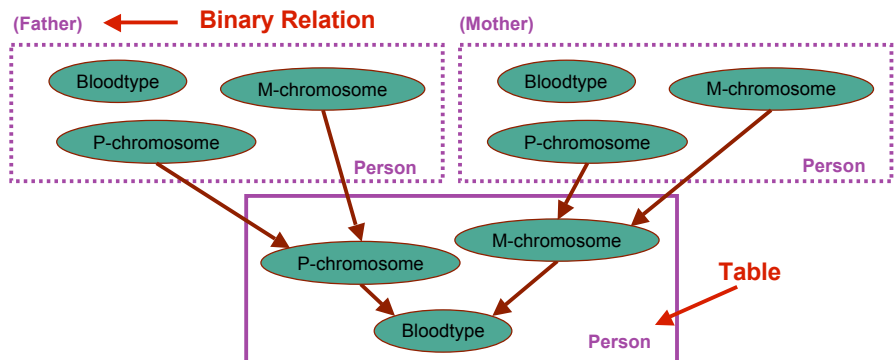 (Father)
Binary Relation
(Mother)
Bloodtype
M-chromosome
P-chromosome
Person
Bloodtype
M-chromosome
P-chromosome
Person
P-chromosome
M-chromosome
Bloodtype
Person
Table